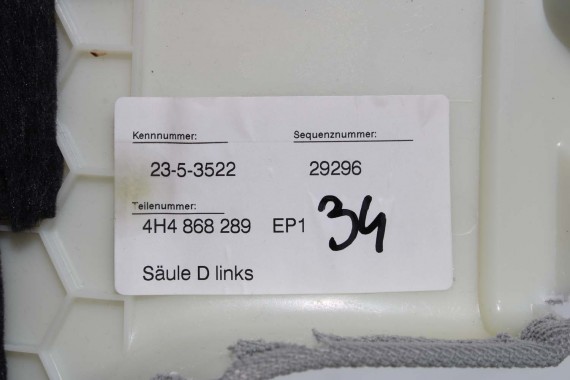 Kennnummer: Sequenznummer:
23-5-3522 29296
Teilenummer:
4H4 868 289 EP1 34
Säule D links